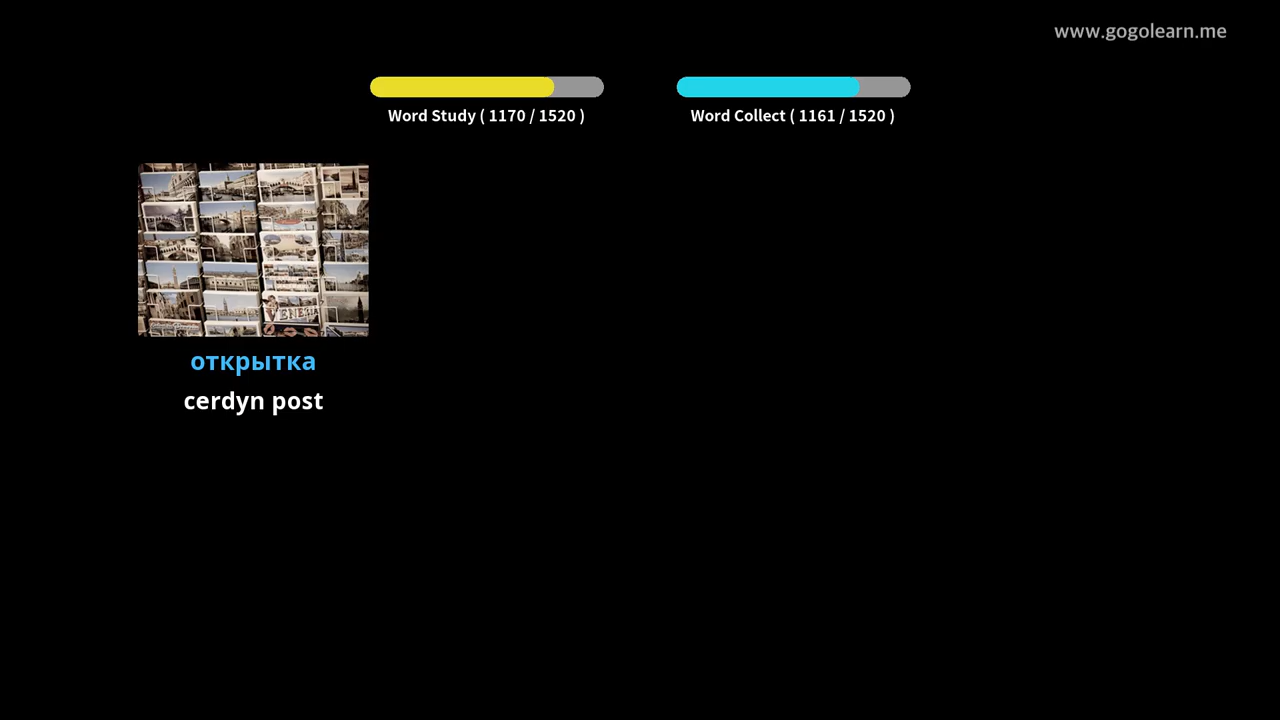 www.gogolearn.me
Word Study ( 1170 / 1520 )
Word Collect ( 1161 / 1520 )
открытка
cerdyn post